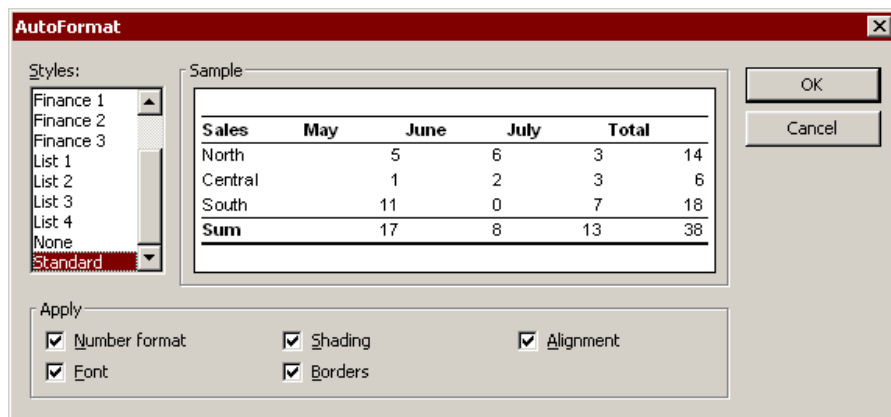 AutoFormat
Styles:
Finance 1
Finance 2
Finance 3
List 1
List 2
List 3
List 4
None
Standard
Sample
Sales May June July Total
North 5 6 3 14
Central 1 2 3 6
South 11 0 7 18
Sum 17 8 13 38
OK
Cancel
Apply
Number format Shading Alignment
Font Borders